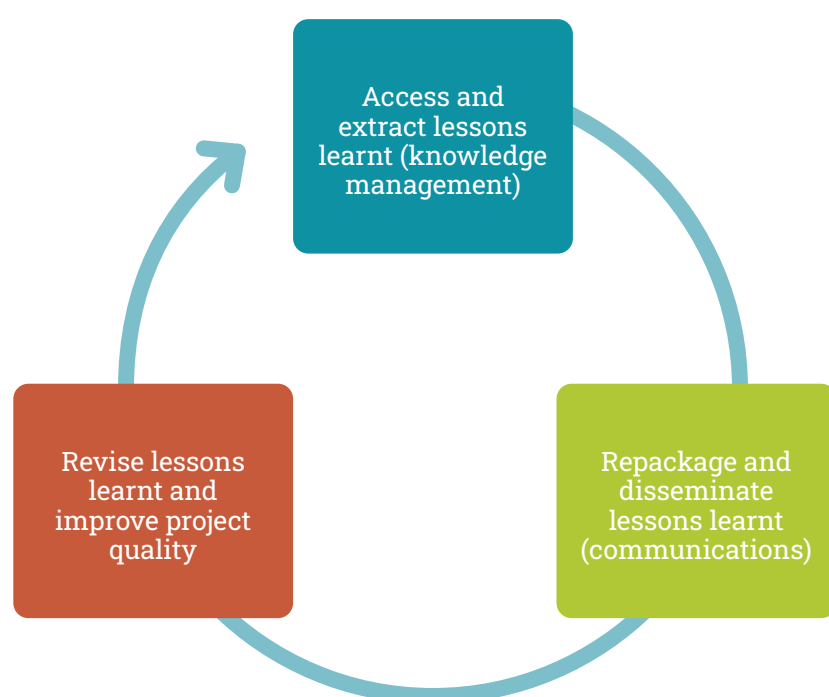 Access and
extract lessons
learnt (knowledge
management)
Repackage and
disseminate
lessons learnt
(communications)
Revise lessons
learnt and
improve project
quality